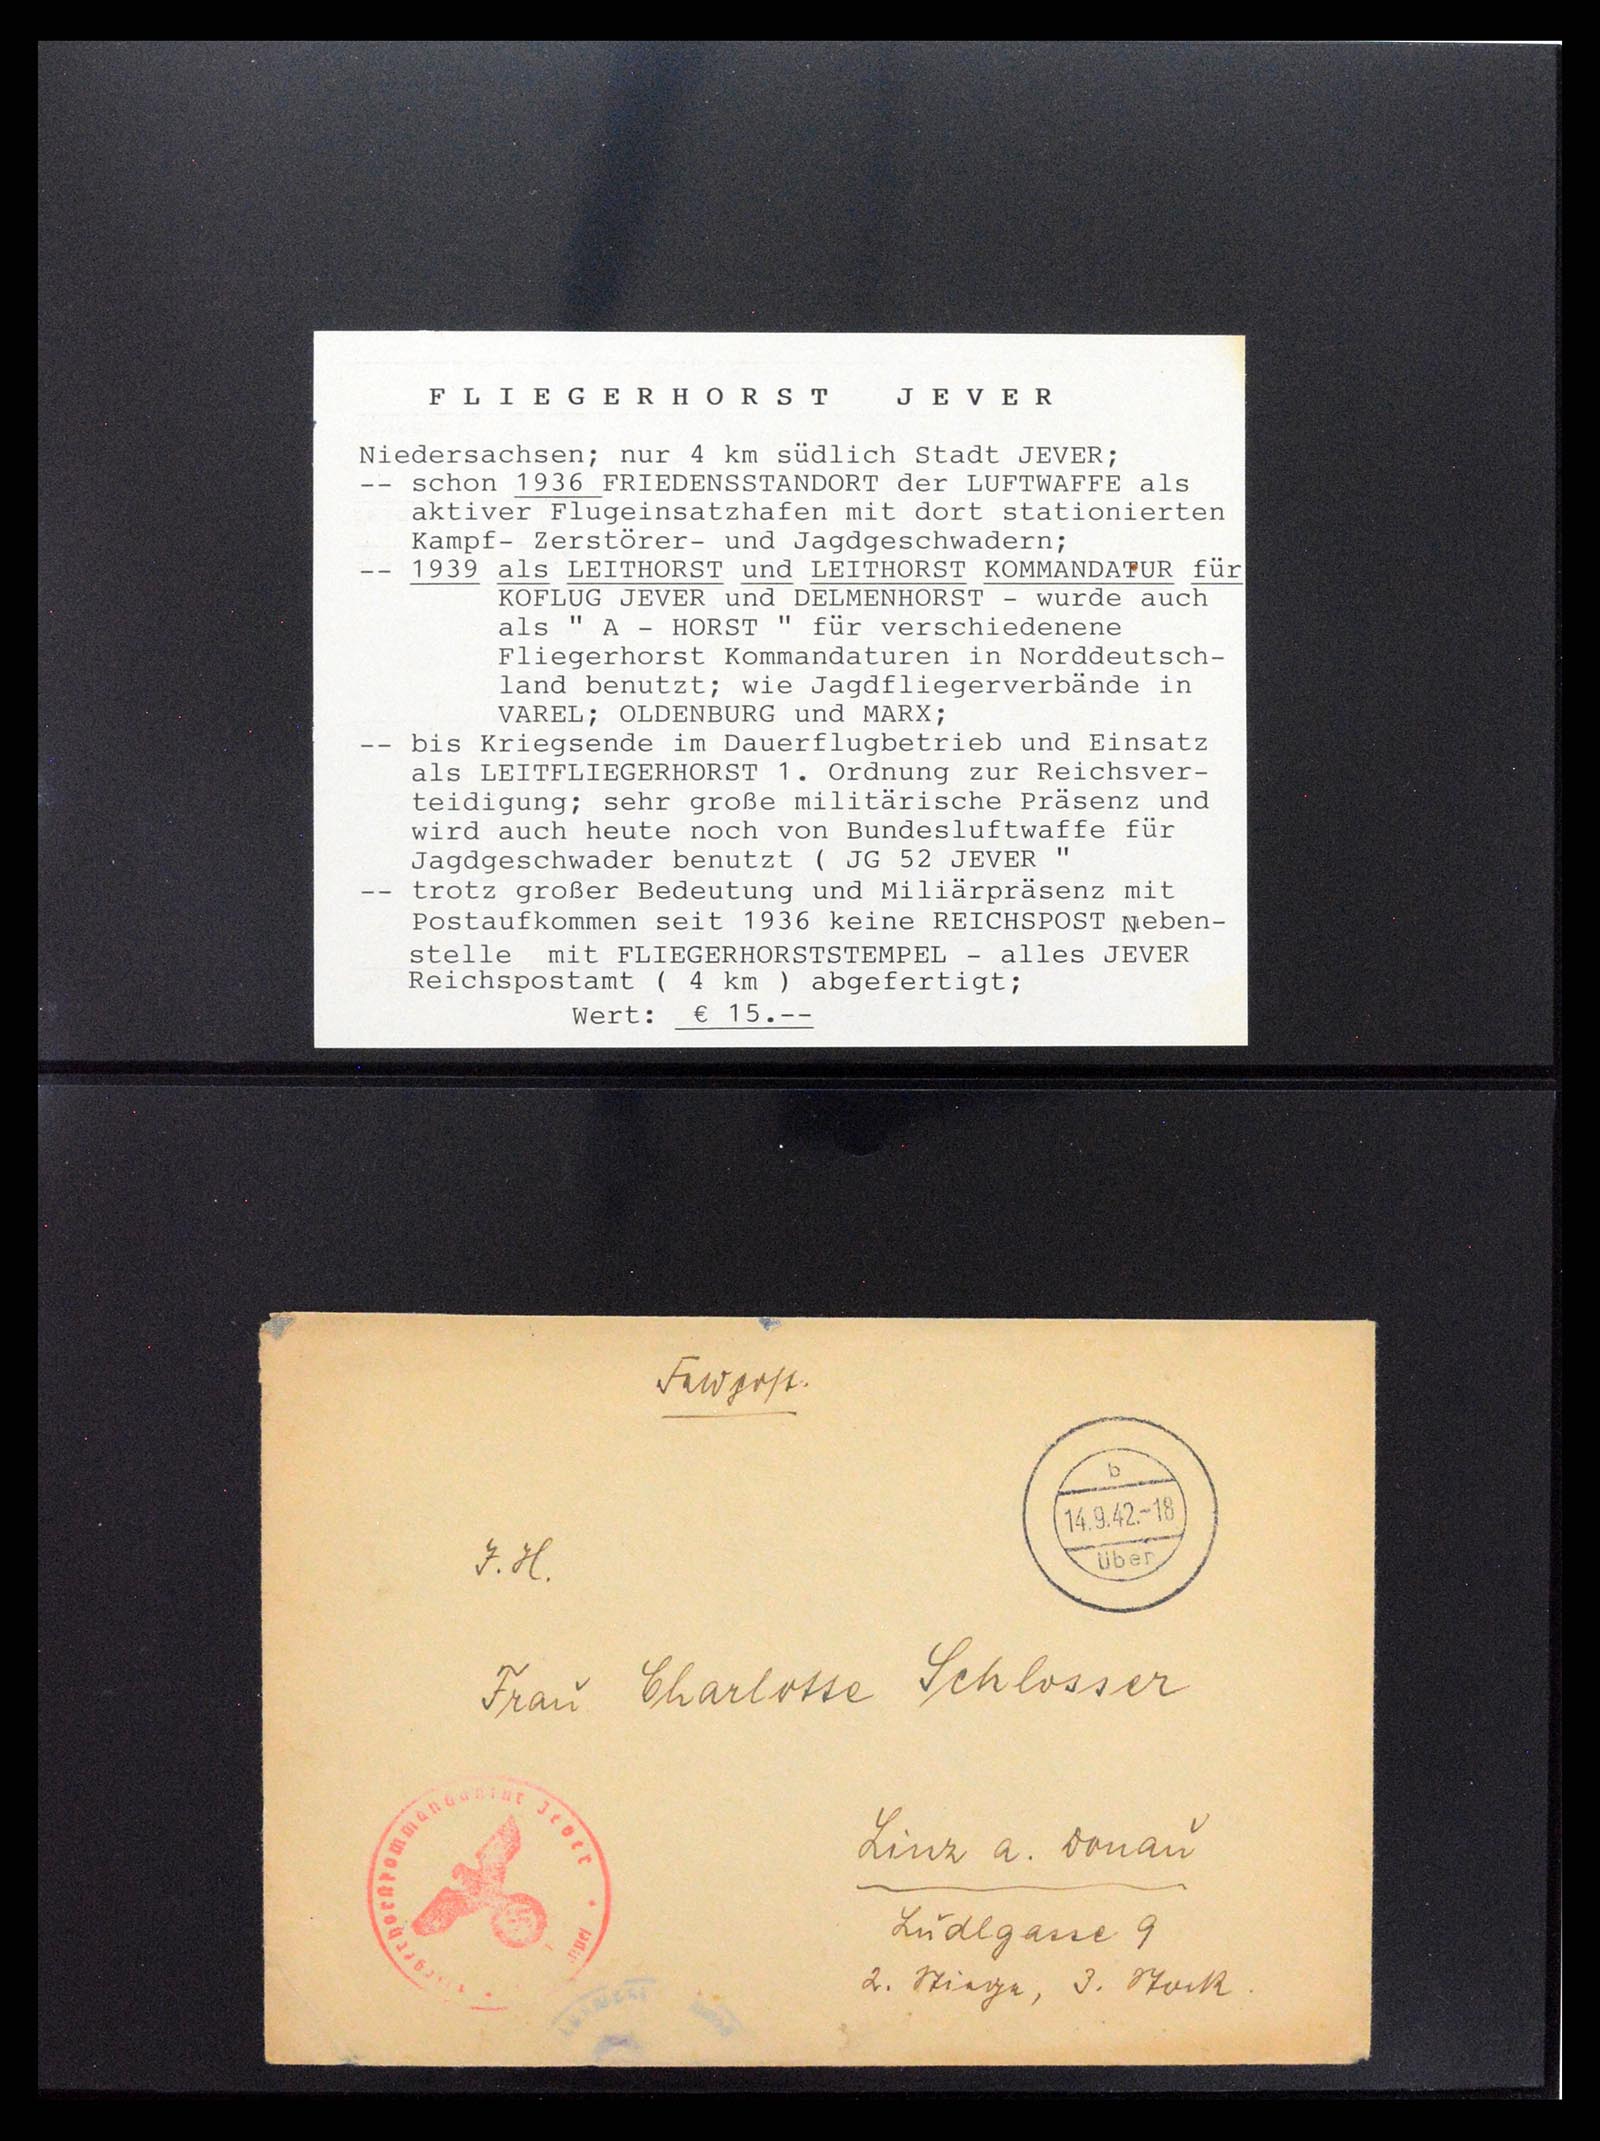 FLIEGERHORST JEVER
Niedersachsen; nur 4 km südlich Stadt JEVER;
-- schon 1936 FRIEDENSSTANDORT der LUFTWAFFE als
aktiver Flugeinsatzhafen mit dort stationierten
Kampf- Zerstörer- und Jagdgeschwadern;
-- 1939 als LEITHORST und LEITHORST KOMMANDATUR für
KOFLUG JEVER und DELMENHORST - wurde auch
als " A - HORST " für verschiedenene
Fliegerhorst Kommandaturen in Norddeutsch-
land benutzt; wie Jagdfliegerverbände in
VAREL; OLDENBURG und MARX;
-- bis Kriegsende im Dauerflugbetrieb und Einsatz
als LEITFLIEGERHORST 1. Ordnung zur Reichsver-
teidigung; sehr große militärische Präsenz und
wird auch heute noch von Bundesluftwaffe für
Jagdgeschwader benutzt ( JG 52 JEVER "
-- trotz großer Bedeutung und Miliärpräsenz mit
Postaufkommen seit 1936 keine REICHSPOST Neben-
stelle mit FLIEGERHORSTSTEMPEL - alles JEVER
Reichspostamt ( 4 km ) abgefertigt;
Wert: € 15.--
Feldpost.
b
14.9.42.-18
über
F. H.
Frau Charlotte Schlosser
Fliegerhorstkommandantur Jever
Linz a. Donau
Lüdlgasse 9
2. Stiege, 3. Stock.